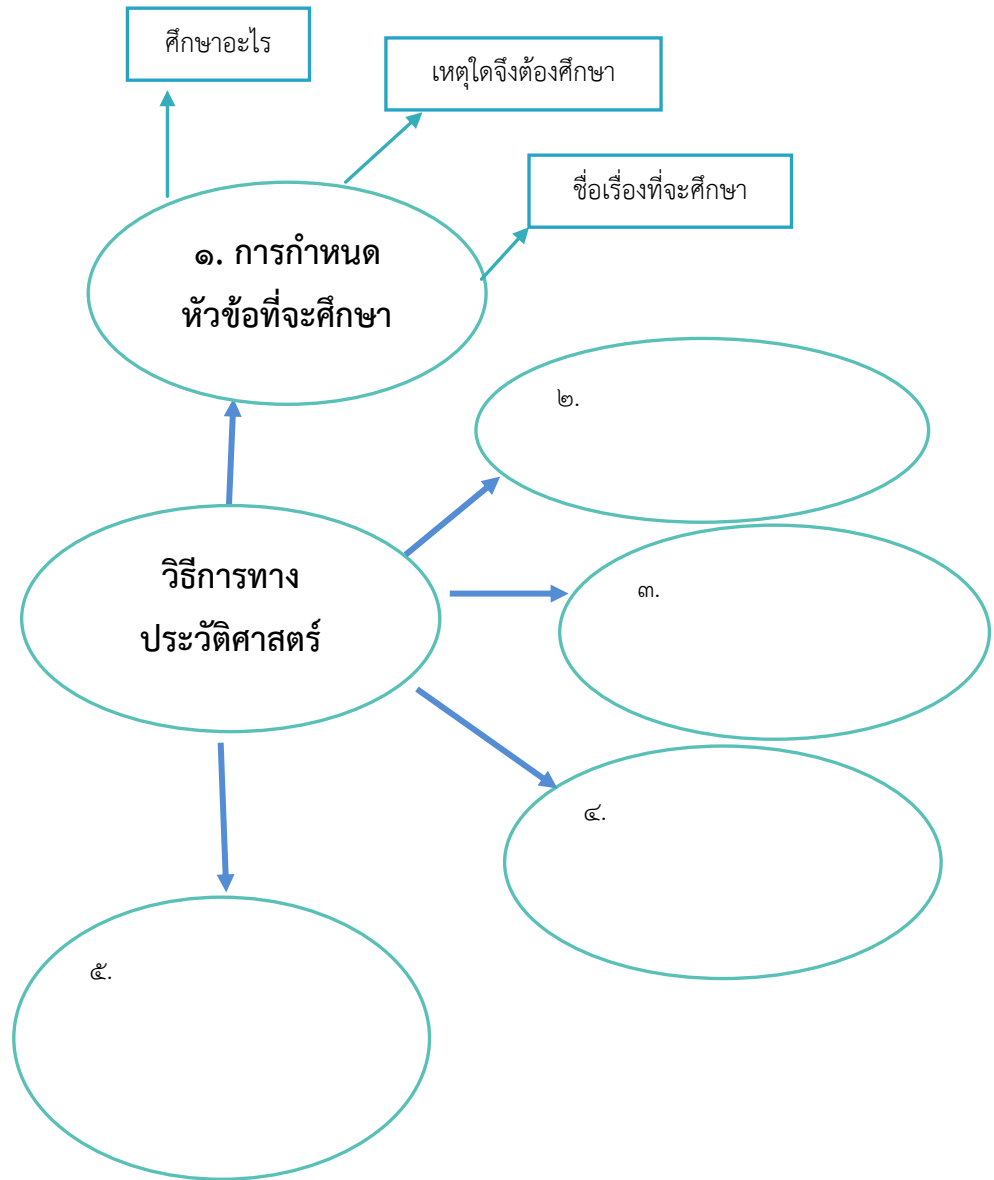 ศึกษาอะไร
เหตุใดจึงต้องศึกษา
ชื่อเรื่องที่จะศึกษา
๑. การกำหนด
หัวข้อที่จะศึกษา
๒.
วิธีการทาง
ประวัติศาสตร์
๓.
๔.
๕.